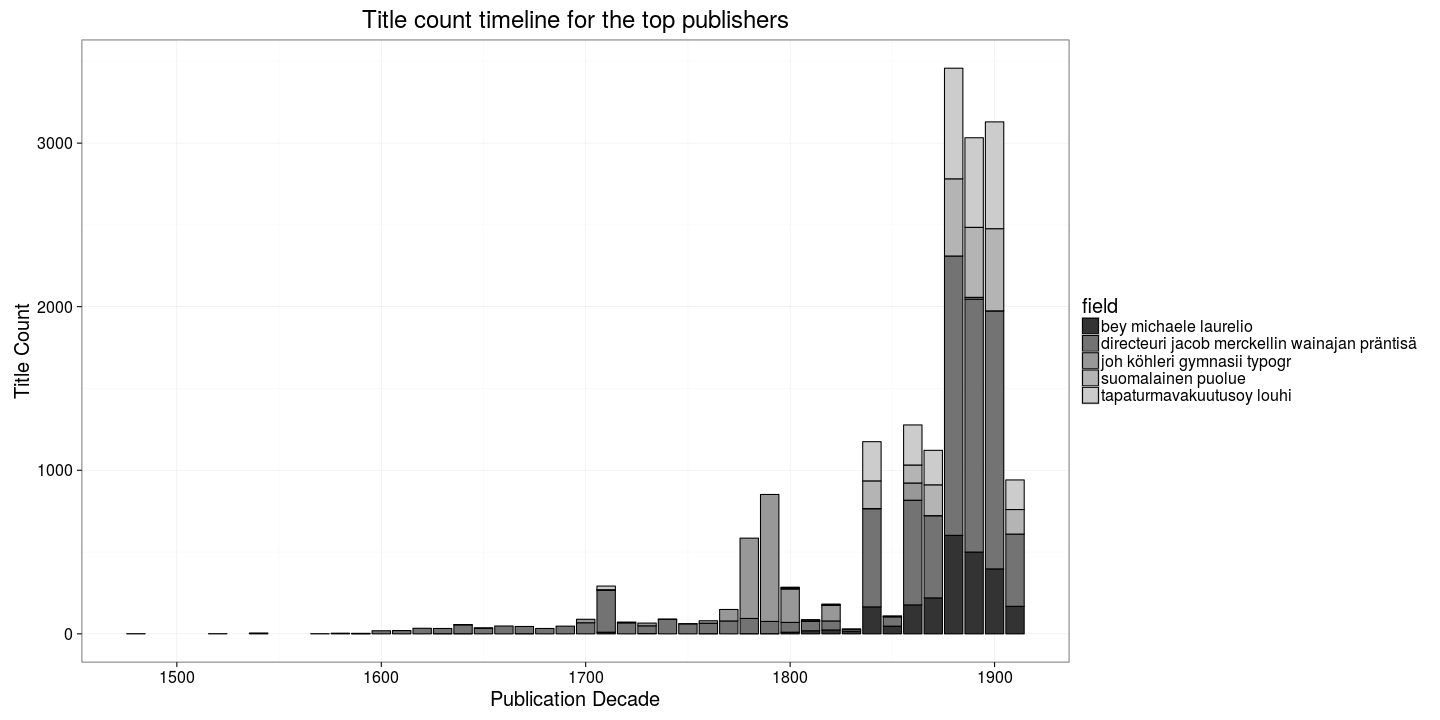 Title count timeline for the top publishers
Title Count
3000
2000
1000
0
1500
1600
1700
1800
1900
Publication Decade
field
bey michaele laurelio
directeuri jacob merckellin wainajan präntisä
joh köhleri gymnasii typogr
suomalainen puolue
tapaturmavakuutusoy louhi